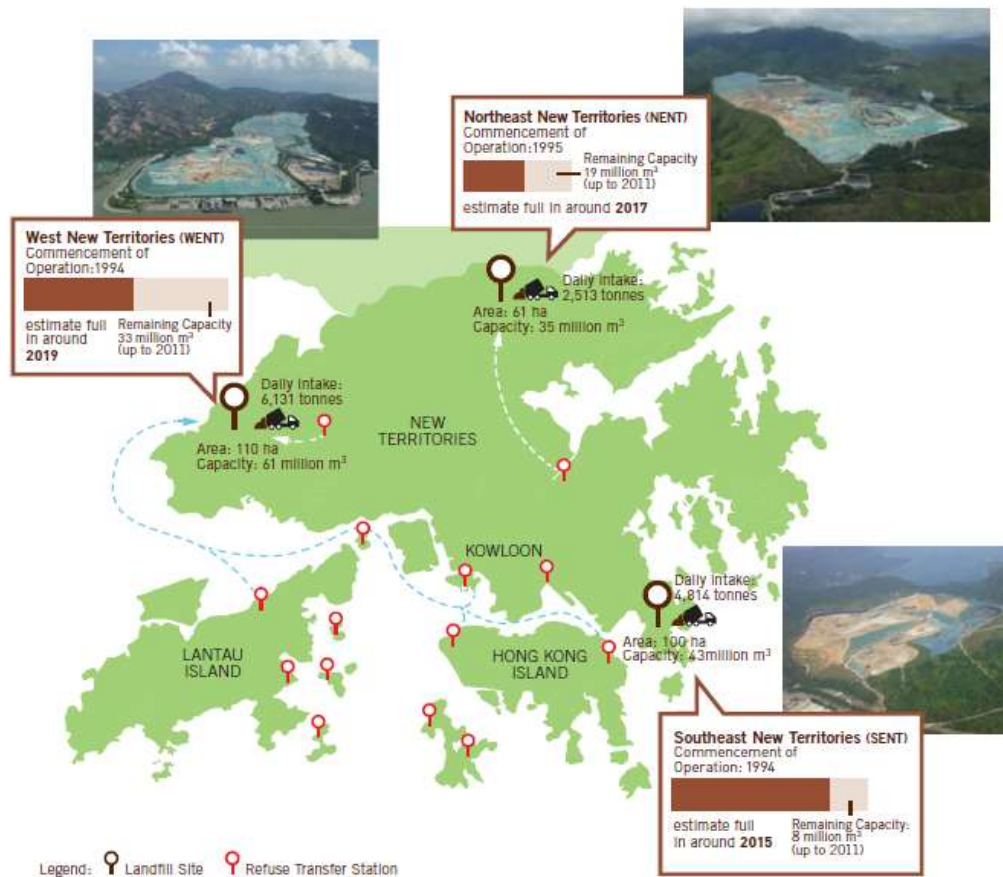 Northeast New Territories (NENT)
Commencement of
Operation:1995
Remaining Capacity
19 million m³
(up to 2011)
estimate full in around 2017
West New Territories (WENT)
Commencement of
Operation:1994
estimate full
in around
2019
Remaining Capacity
33 million m³
(up to 2011)
Daily Intake:
2,513 tonnes
Area: 61 ha
Capacity: 35 million m³
Daily Intake:
6,131 tonnes
Area: 110 ha
Capacity: 61 million m³
NEW
TERRITORIES
KOWLOON
Daily Intake:
4,814 tonnes
Area: 100 ha
Capacity: 43million m³
LANTAU
ISLAND
HONG KONG
ISLAND
Southeast New Territories (SENT)
Commencement of
Operation: 1994
estimate full
in around 2015
Remaining Capacity:
8 million m³
(up to 2011)
Legend: Landfill Site Refuse Transfer Station